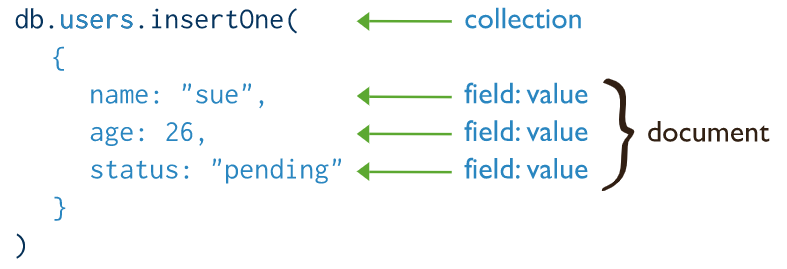 db.users.insertOne( collection
{
name: "sue", field: value
age: 26, field: value
status: "pending" field: value
document
}
)